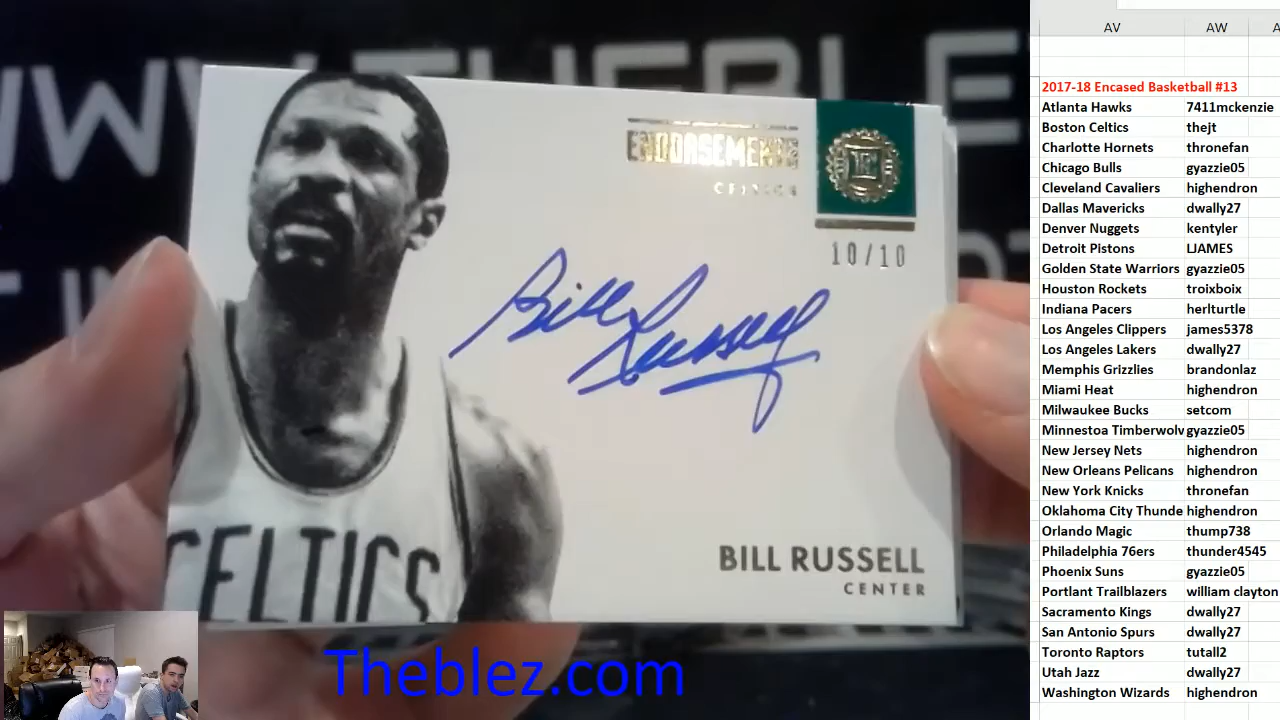 ENDORSEMENTS
CELTICS
10/10
Bill Russell
CELTICS
BILL RUSSELL
CENTER
Theblez.com
AV AW
2017-18 Encased Basketball #13
Atlanta Hawks 7411mckenzie
Boston Celtics thejt
Charlotte Hornets thronefan
Chicago Bulls gyazzie05
Cleveland Cavaliers highendron
Dallas Mavericks dwally27
Denver Nuggets kentyler
Detroit Pistons LJAMES
Golden State Warriors gyazzie05
Houston Rockets troixboix
Indiana Pacers herlturtle
Los Angeles Clippers james5378
Los Angeles Lakers dwally27
Memphis Grizzlies brandonlaz
Miami Heat highendron
Milwaukee Bucks setcom
Minnestoa Timberwolv gyazzie05
New Jersey Nets highendron
New Orleans Pelicans highendron
New York Knicks thronefan
Oklahoma City Thunde highendron
Orlando Magic thump738
Philadelphia 76ers thunder4545
Phoenix Suns gyazzie05
Portlant Trailblazers william clayton
Sacramento Kings dwally27
San Antonio Spurs dwally27
Toronto Raptors tutall2
Utah Jazz dwally27
Washington Wizards highendron